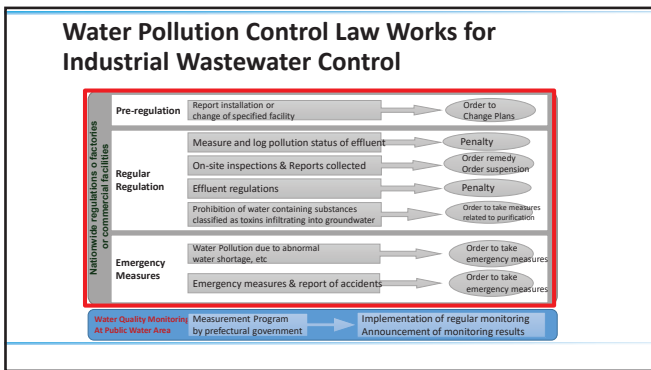 Water Pollution Control Law Works for
Industrial Wastewater Control
Nationwide regulations o factories
or commercial facilities
Pre-regulation
Report installation or
change of specified facility
Order to
Change Plans
Regular
Regulation
Measure and log pollution status of effluent
Penalty
On-site inspections & Reports collected
Order remedy
Order suspension
Effluent regulations
Penalty
Prohibition of water containing substances
classified as toxins infiltrating into groundwater
Order to take measures
related to purification
Emergency
Measures
Water Pollution due to abnormal
water shortage, etc
Order to take
emergency measures
Emergency measures & report of accidents
Order to take
emergency measures
Water Quality Monitoring
At Public Water Area
Measurement Program
by prefectural government
Implementation of regular monitoring
Announcement of monitoring results